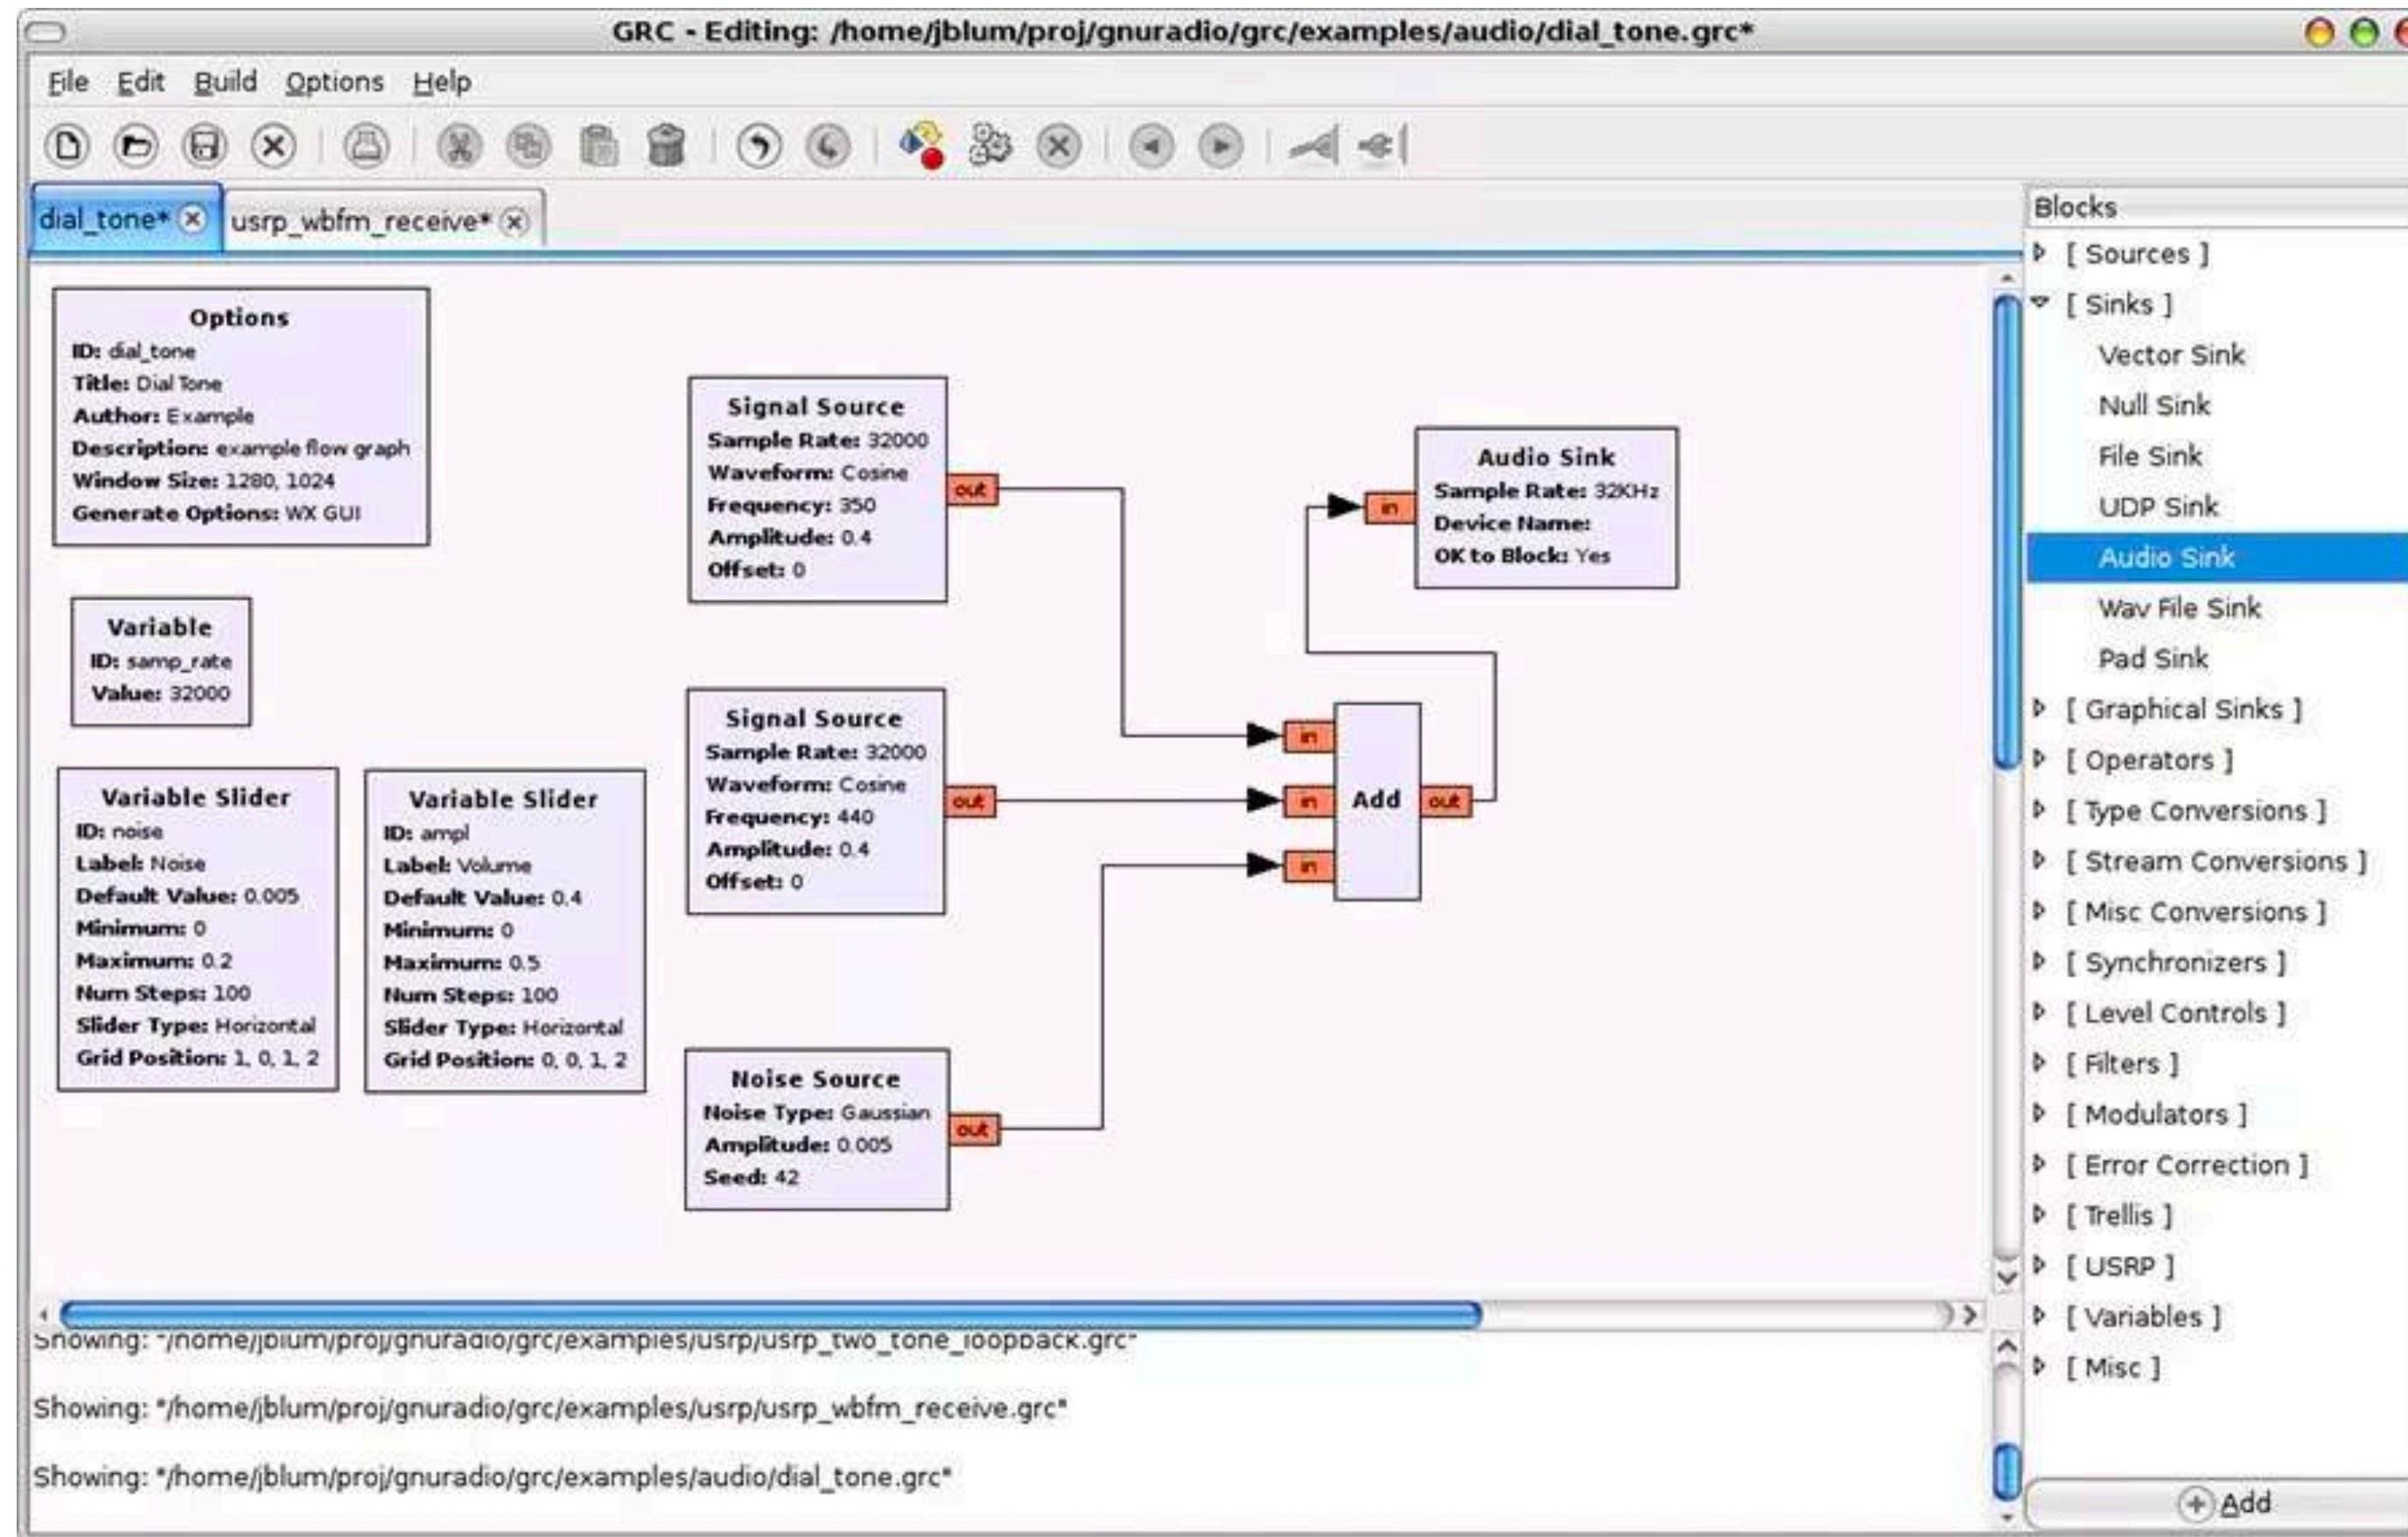 GRC - Editing: /home/jblum/proj/gnuradio/grc/examples/audio/dial_tone.grc*
File Edit Build Options Help
dial_tone* usrp_wbfm_receive*
Options
ID: dial_tone
Title: Dial Tone
Author: Example
Description: example flow graph
Window Size: 1280, 1024
Generate Options: WX GUI
Variable
ID: samp_rate
Value: 32000
Variable Slider
ID: noise
Label: Noise
Default Value: 0.005
Minimum: 0
Maximum: 0.2
Num Steps: 100
Slider Type: Horizontal
Grid Position: 1, 0, 1, 2
Variable Slider
ID: ampl
Label: Volume
Default Value: 0.4
Minimum: 0
Maximum: 0.5
Num Steps: 100
Slider Type: Horizontal
Grid Position: 0, 0, 1, 2
Signal Source
Sample Rate: 32000
Waveform: Cosine
Frequency: 350
Amplitude: 0.4
Offset: 0
out
Signal Source
Sample Rate: 32000
Waveform: Cosine
Frequency: 440
Amplitude: 0.4
Offset: 0
out
Noise Source
Noise Type: Gaussian
Amplitude: 0.005
Seed: 42
out
in
in
in
Add
out
in
Audio Sink
Sample Rate: 32KHz
Device Name:
OK to Block: Yes
Showing: "/home/jblum/proj/gnuradio/grc/examples/usrp/usrp_two_tone_loopback.grc"
Showing: "/home/jblum/proj/gnuradio/grc/examples/usrp/usrp_wbfm_receive.grc"
Showing: "/home/jblum/proj/gnuradio/grc/examples/audio/dial_tone.grc"
Blocks
[ Sources ]
[ Sinks ]
Vector Sink
Null Sink
File Sink
UDP Sink
Audio Sink
Wav File Sink
Pad Sink
[ Graphical Sinks ]
[ Operators ]
[ Type Conversions ]
[ Stream Conversions ]
[ Misc Conversions ]
[ Synchronizers ]
[ Level Controls ]
[ Filters ]
[ Modulators ]
[ Error Correction ]
[ Trellis ]
[ USRP ]
[ Variables ]
[ Misc ]
Add